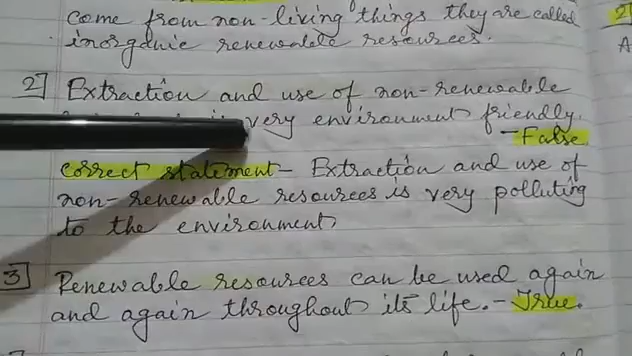 come from non-living things they are called
inorganic renewable resources.
2] Extraction and use of non-renewable
very environment friendly.
- False
Correct statement - Extraction and use of
non-renewable resources is very polluting
to the environment
3] Renewable resources can be used again
and again throughout its life. - True.
2]
A